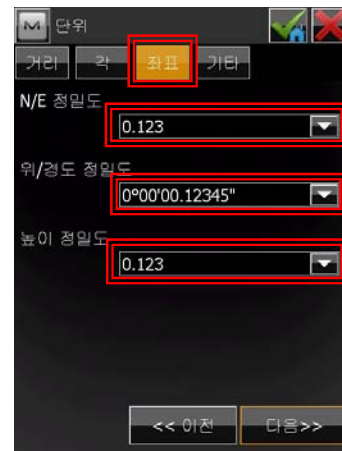 단위
거리 각 좌표 기타
N/E 정밀도
0.123
위/경도 정밀도
0°00'00.12345"
높이 정밀도
0.123
<< 이전 다음>>